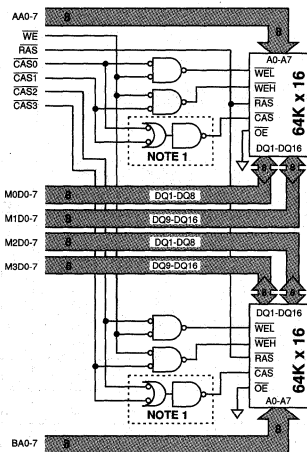 AA0-7 8
A0-A7
WE
RAS
CAS0
CAS1
CAS2
CAS3
WEL
WEH
RAS
CAS
OE
64K x 16
NOTE 1
DQ1-DQ16
8 8
M0D0-7 8 DQ1-DQ8
M1D0-7 8 DQ9-DQ16
M2D0-7 8 DQ1-DQ8
M3D0-7 8 DQ9-DQ16
8 8
DQ1-DQ16
WEL
WEH
RAS
CAS
OE
64K x 16
NOTE 1
A0-A7
BA0-7 8